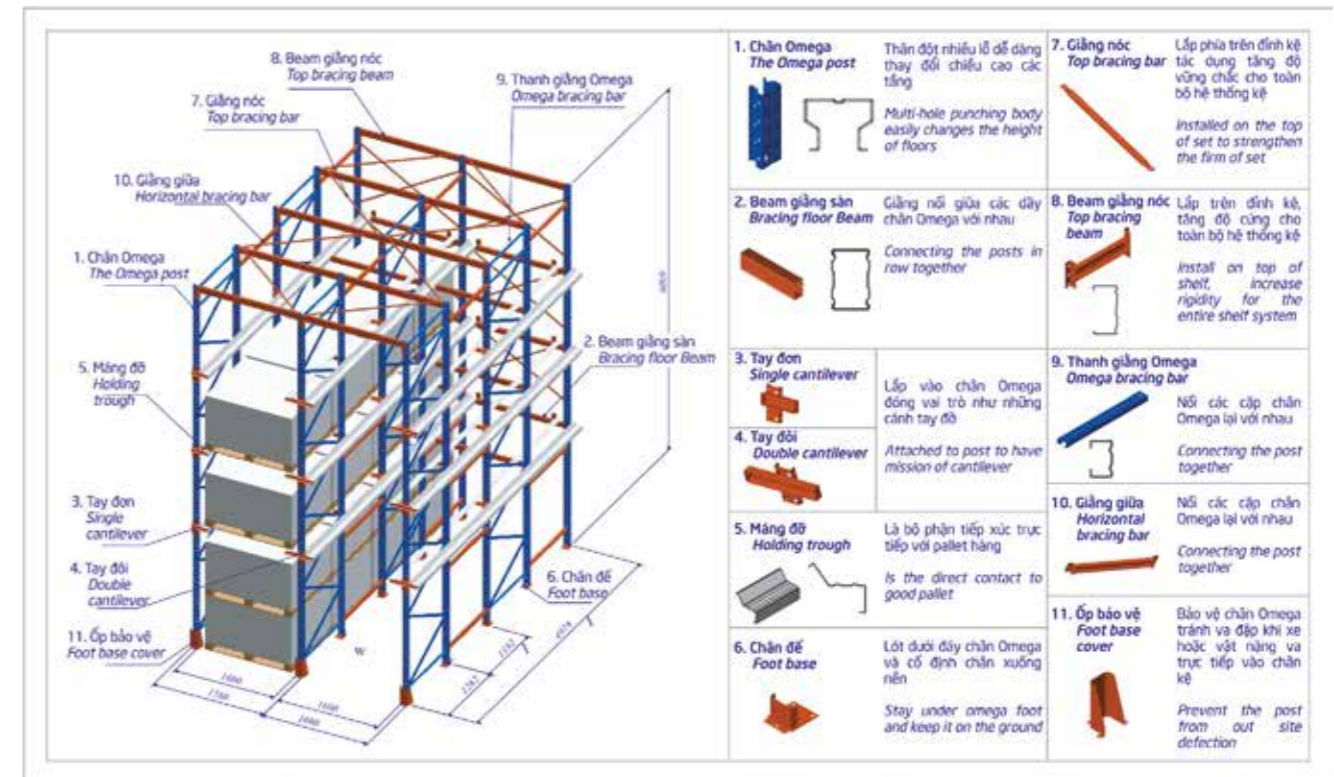 8. Beam giằng nóc
Top bracing beam
7. Giằng nóc
Top bracing bar
9. Thanh giằng Omega
Omega bracing bar
10. Giằng giữa
Horizontal bracing bar
1. Chân Omega
The Omega post
5. Máng đỡ
Holding
trough
3. Tay đơn
Single
cantilever
4. Tay đôi
Double
cantilever
11. Ốp bảo vệ
Foot base cover
2. Beam giằng sàn
Bracing floor Beam
6. Chân đế
Foot base
W
1. Chân Omega
The Omega post
Thân đột nhiều lỗ dễ dàng
thay đổi chiều cao các
tầng
Multi-hole punching body
easily changes the height
of floors
2. Beam giằng sàn
Bracing floor Beam
Giằng nối giữa các dãy
chân Omega với nhau
Connecting the posts in
row together
3. Tay đơn
Single cantilever
4. Tay đôi
Double cantilever
Lắp vào chân Omega
đóng vai trò như những
cánh tay đỡ
Attached to post to have
mission of cantilever
5. Máng đỡ
Holding trough
Là bộ phận tiếp xúc trực
tiếp với pallet hàng
Is the direct contact to
good pallet
6. Chân đế
Foot base
Lót dưới đáy chân Omega
và cố định chân xuống
nền
Stay under omega foot
and keep it on the ground
7. Giằng nóc
Top bracing bar
Lắp phía trên đỉnh kệ
tác dụng tăng độ
vững chắc cho toàn
bộ hệ thống kệ
Installed on the top
of set to strengthen
the firm of set
8. Beam giằng nóc
Top bracing
beam
Lắp trên đỉnh kệ,
tăng độ cứng cho
toàn bộ hệ thống kệ
Install on top of
shelf, increase
rigidity for the
entire shelf system
9. Thanh giằng Omega
Omega bracing bar
Nối các cặp chân
Omega lại với nhau
Connecting the post
together
10. Giằng giữa
Horizontal
bracing bar
Nối các cặp chân
Omega lại với nhau
Connecting the post
together
11. Ốp bảo vệ
Foot base
cover
Bảo vệ chân Omega
tránh va đập khi xe
hoặc vật nặng va
trực tiếp vào chân
kệ
Prevent the post
from out site
defection